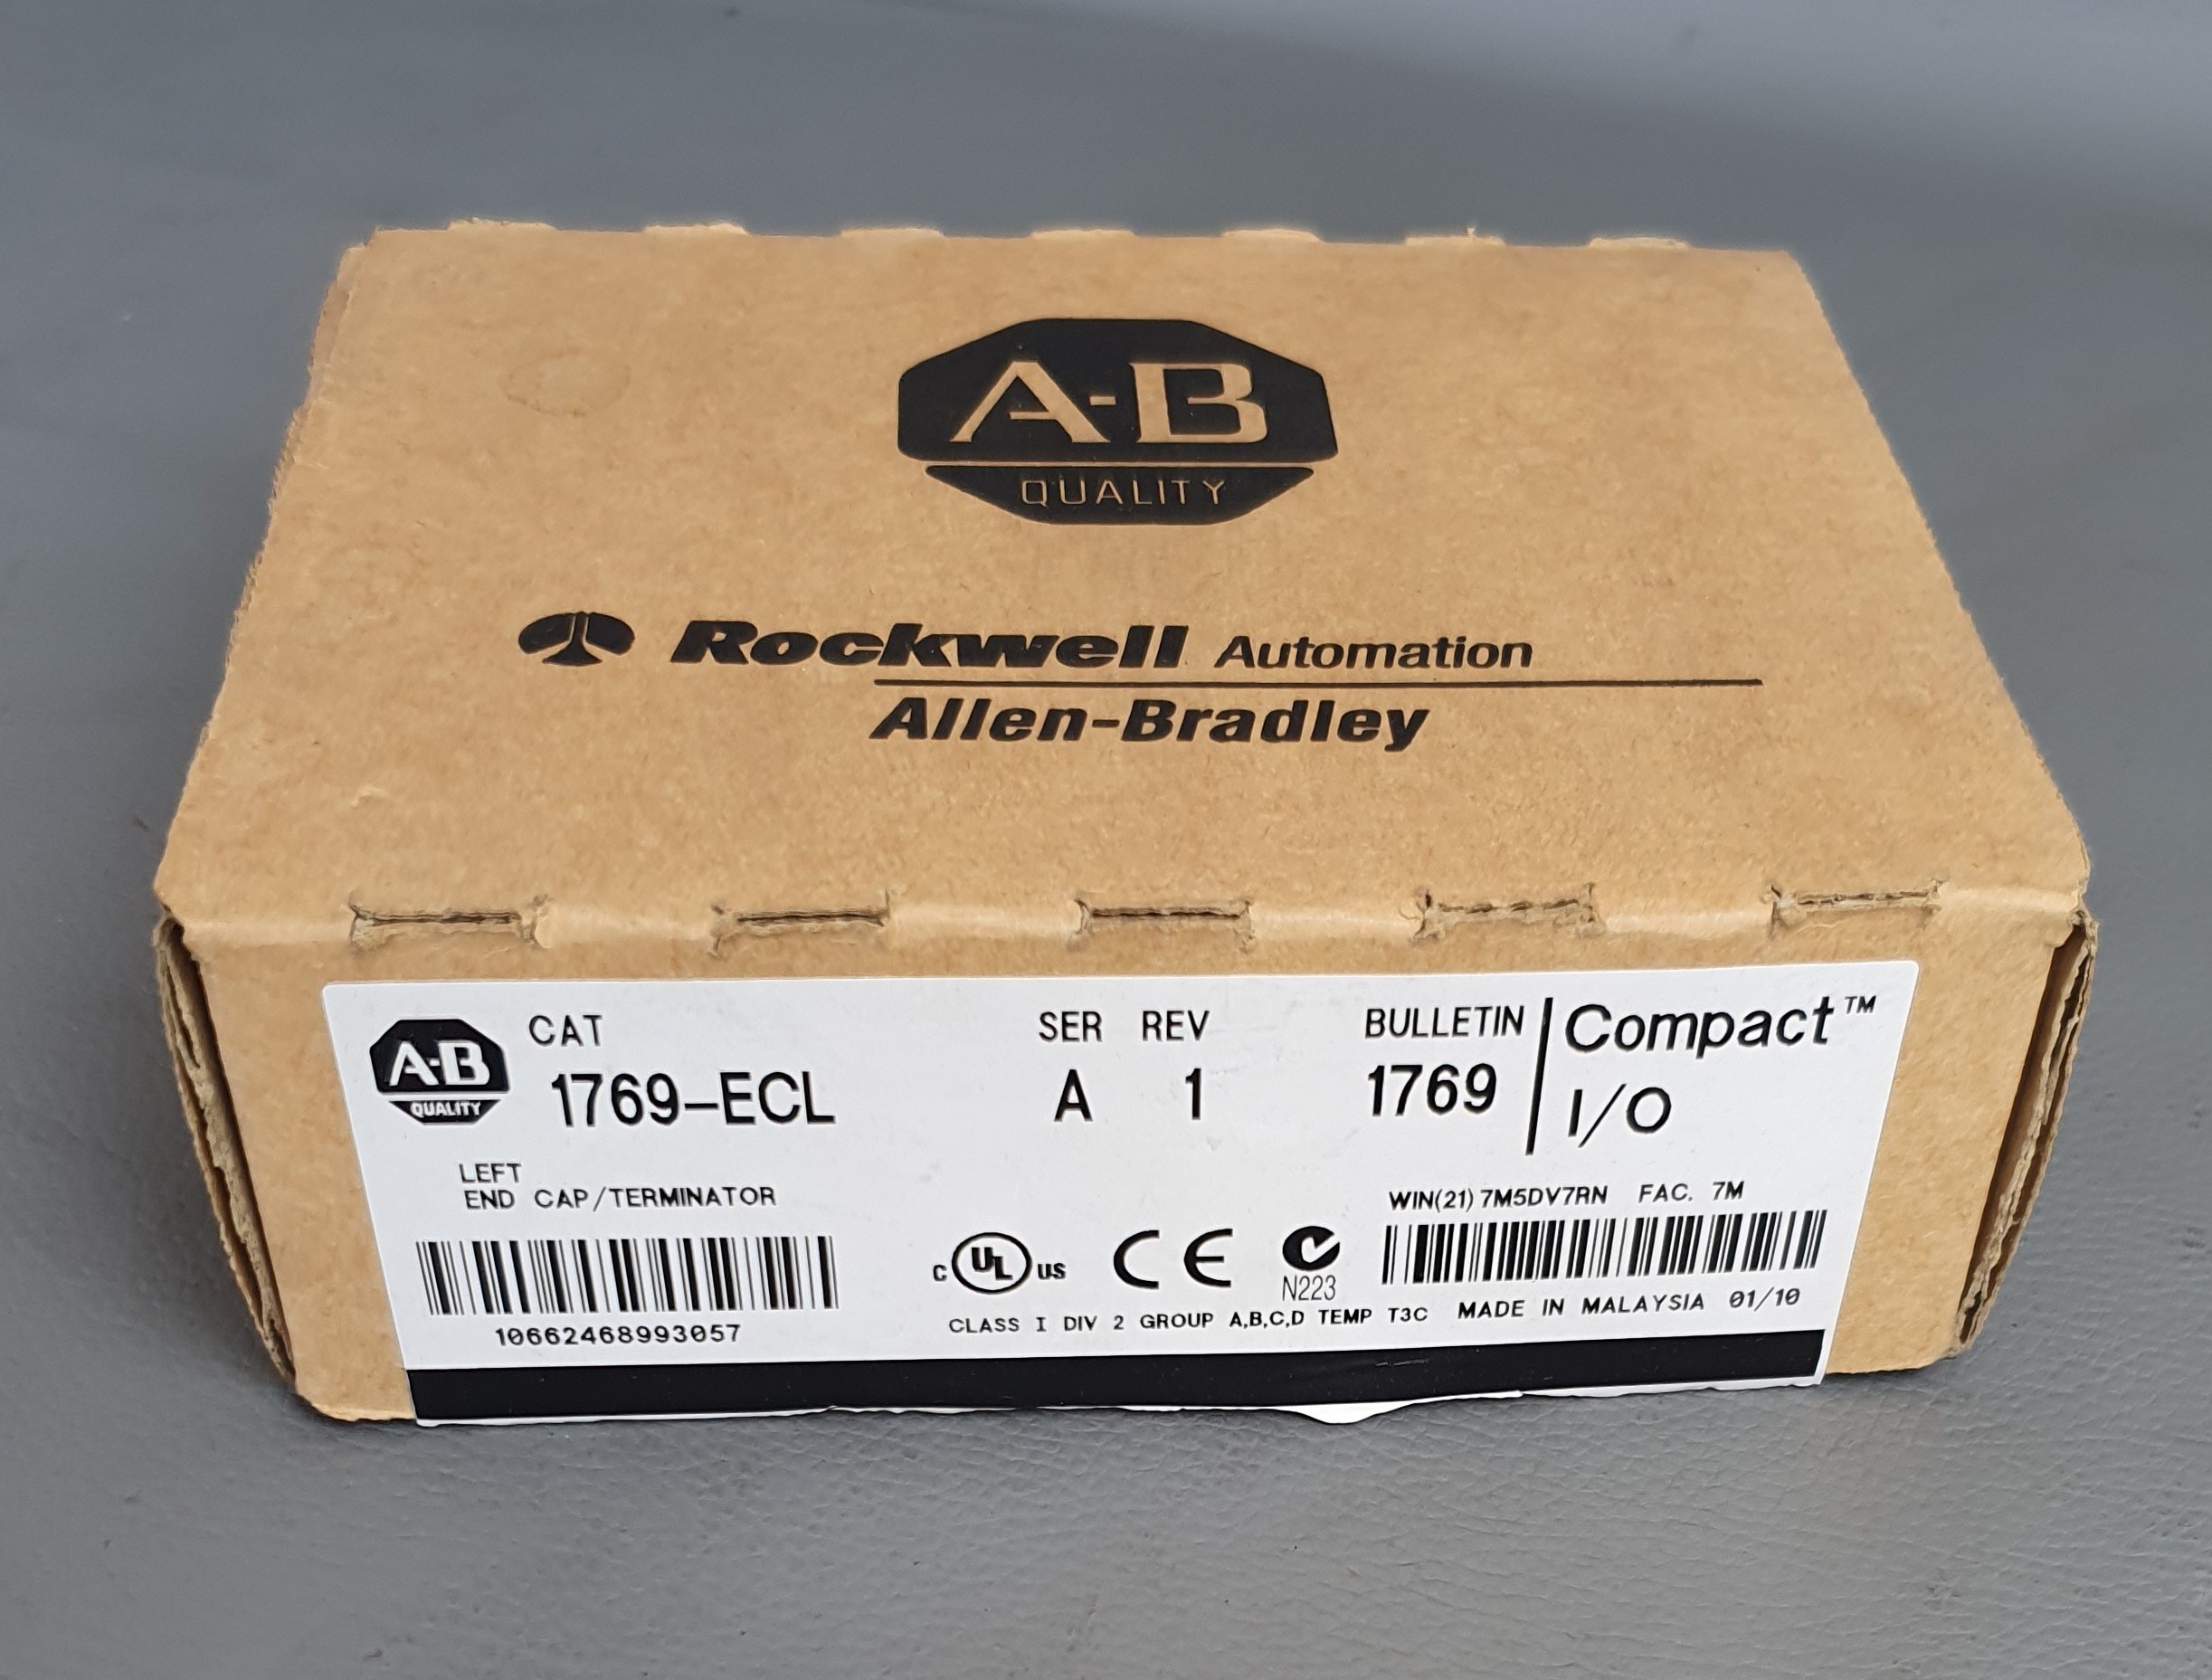 A-B
QUALITY
Rockwell Automation
Allen-Bradley
A-B
QUALITY
CAT
1769-ECL
SER REV
A 1
BULLETIN
1769
Compact™
I/O
LEFT
END CAP/TERMINATOR
10662468993057
C UL US CE N223
WIN(21) 7M5DV7RN FAC. 7M
CLASS I DIV 2 GROUP A,B,C,D TEMP T3C MADE IN MALAYSIA 01/10